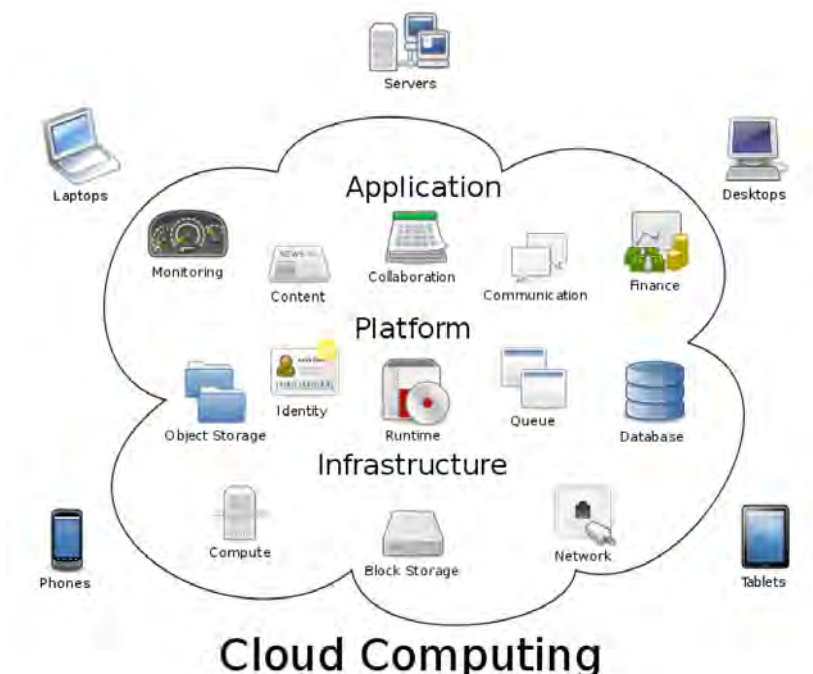 Servers
Laptops
Desktops
Application
Monitoring
NEWS
Content
Collaboration
Communication
Finance
Platform
Object Storage
Identity
Runtime
Queue
Database
Infrastructure
Compute
Block Storage
Network
Phones
Tablets
Cloud Computing